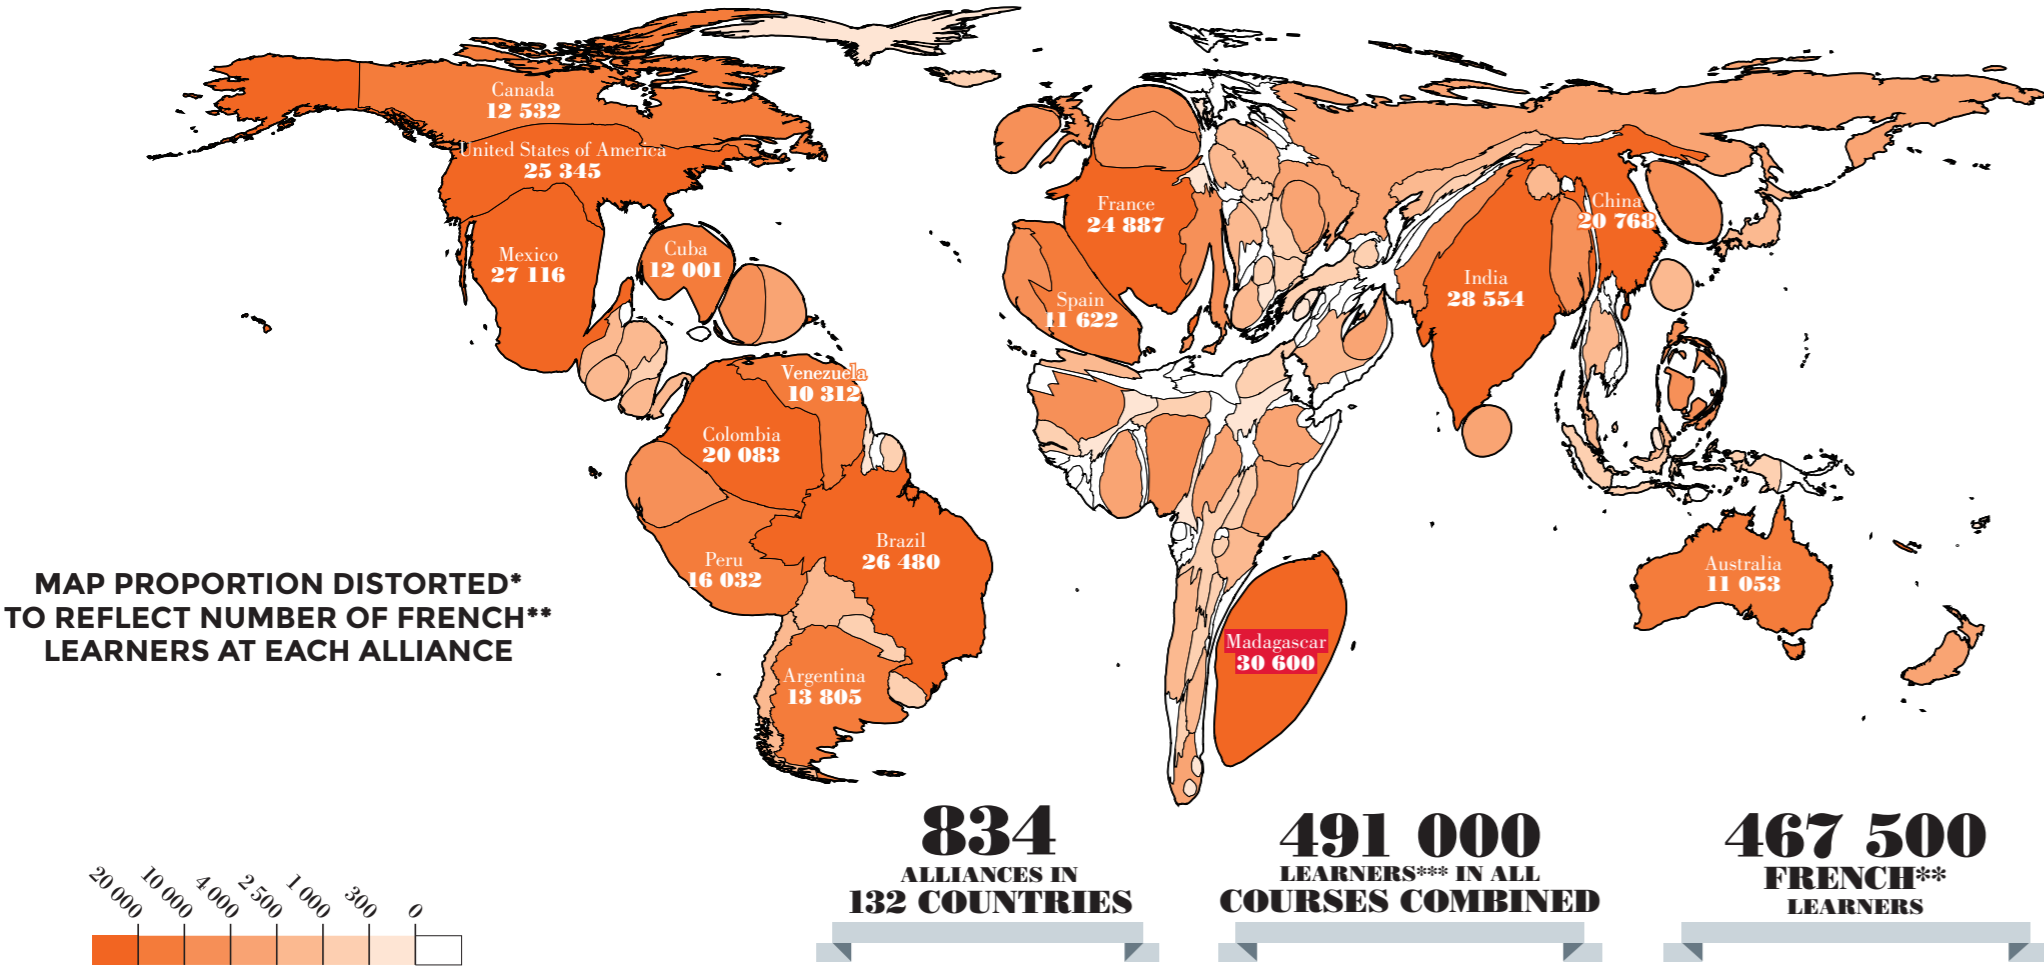 Canada
12 532
United States of America
25 345
Mexico
27 116
Cuba
12 001
Venezuela
10 312
Colombia
20 083
Brazil
26 480
Peru
16 032
Argentina
13 805
France
24 887
Spain
11 622
India
28 554
China
20 768
Australia
11 053
Madagascar
30 600
MAP PROPORTION DISTORTED*
TO REFLECT NUMBER OF FRENCH**
LEARNERS AT EACH ALLIANCE
20 000
10 000
4 000
2 500
1 000
300
0
834
ALLIANCES IN
132 COUNTRIES
491 000
LEARNERS*** IN ALL
COURSES COMBINED
467 500
FRENCH**
LEARNERS